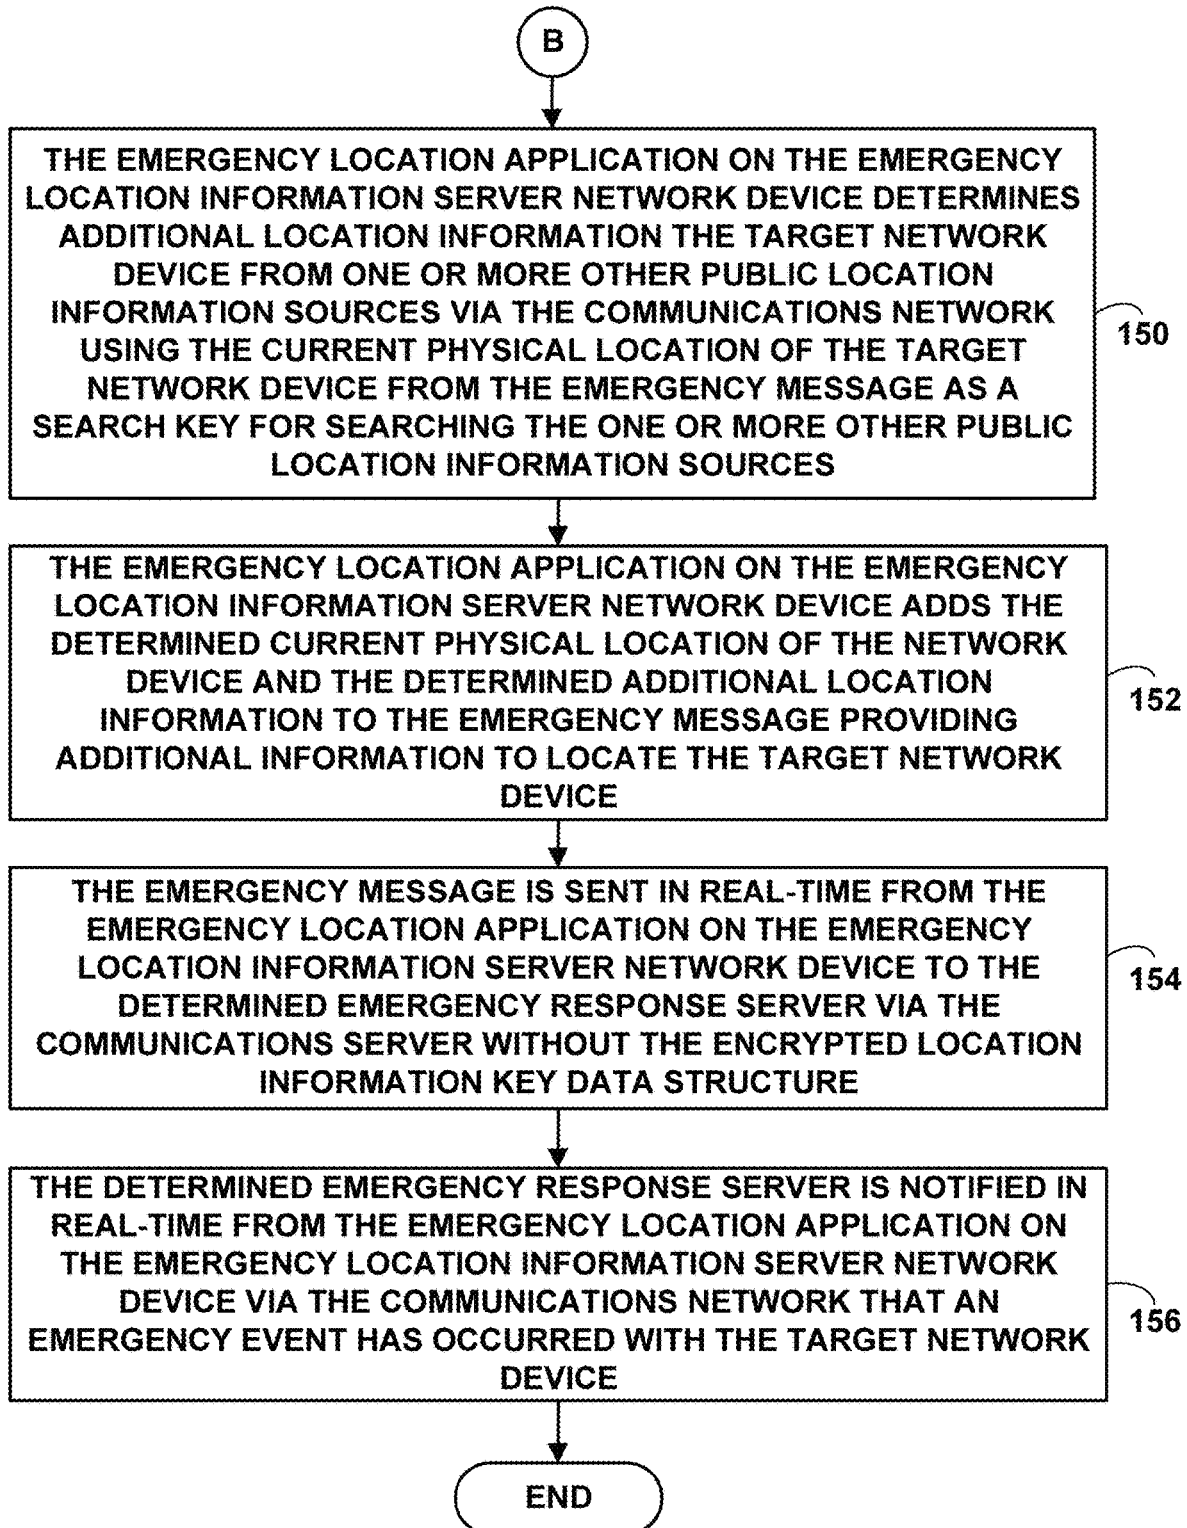 B
THE EMERGENCY LOCATION APPLICATION ON THE EMERGENCY
LOCATION INFORMATION SERVER NETWORK DEVICE DETERMINES
ADDITIONAL LOCATION INFORMATION THE TARGET NETWORK
DEVICE FROM ONE OR MORE OTHER PUBLIC LOCATION
INFORMATION SOURCES VIA THE COMMUNICATIONS NETWORK
USING THE CURRENT PHYSICAL LOCATION OF THE TARGET
NETWORK DEVICE FROM THE EMERGENCY MESSAGE AS A
SEARCH KEY FOR SEARCHING THE ONE OR MORE OTHER PUBLIC
LOCATION INFORMATION SOURCES
150
THE EMERGENCY LOCATION APPLICATION ON THE EMERGENCY
LOCATION INFORMATION SERVER NETWORK DEVICE ADDS THE
DETERMINED CURRENT PHYSICAL LOCATION OF THE NETWORK
DEVICE AND THE DETERMINED ADDITIONAL LOCATION
INFORMATION TO THE EMERGENCY MESSAGE PROVIDING
ADDITIONAL INFORMATION TO LOCATE THE TARGET NETWORK
DEVICE
152
THE EMERGENCY MESSAGE IS SENT IN REAL-TIME FROM THE
EMERGENCY LOCATION APPLICATION ON THE EMERGENCY
LOCATION INFORMATION SERVER NETWORK DEVICE TO THE
DETERMINED EMERGENCY RESPONSE SERVER VIA THE
COMMUNICATIONS SERVER WITHOUT THE ENCRYPTED LOCATION
INFORMATION KEY DATA STRUCTURE
154
THE DETERMINED EMERGENCY RESPONSE SERVER IS NOTIFIED IN
REAL-TIME FROM THE EMERGENCY LOCATION APPLICATION ON
THE EMERGENCY LOCATION INFORMATION SERVER NETWORK
DEVICE VIA THE COMMUNICATIONS NETWORK THAT AN
EMERGENCY EVENT HAS OCCURRED WITH THE TARGET NETWORK
DEVICE
156
END